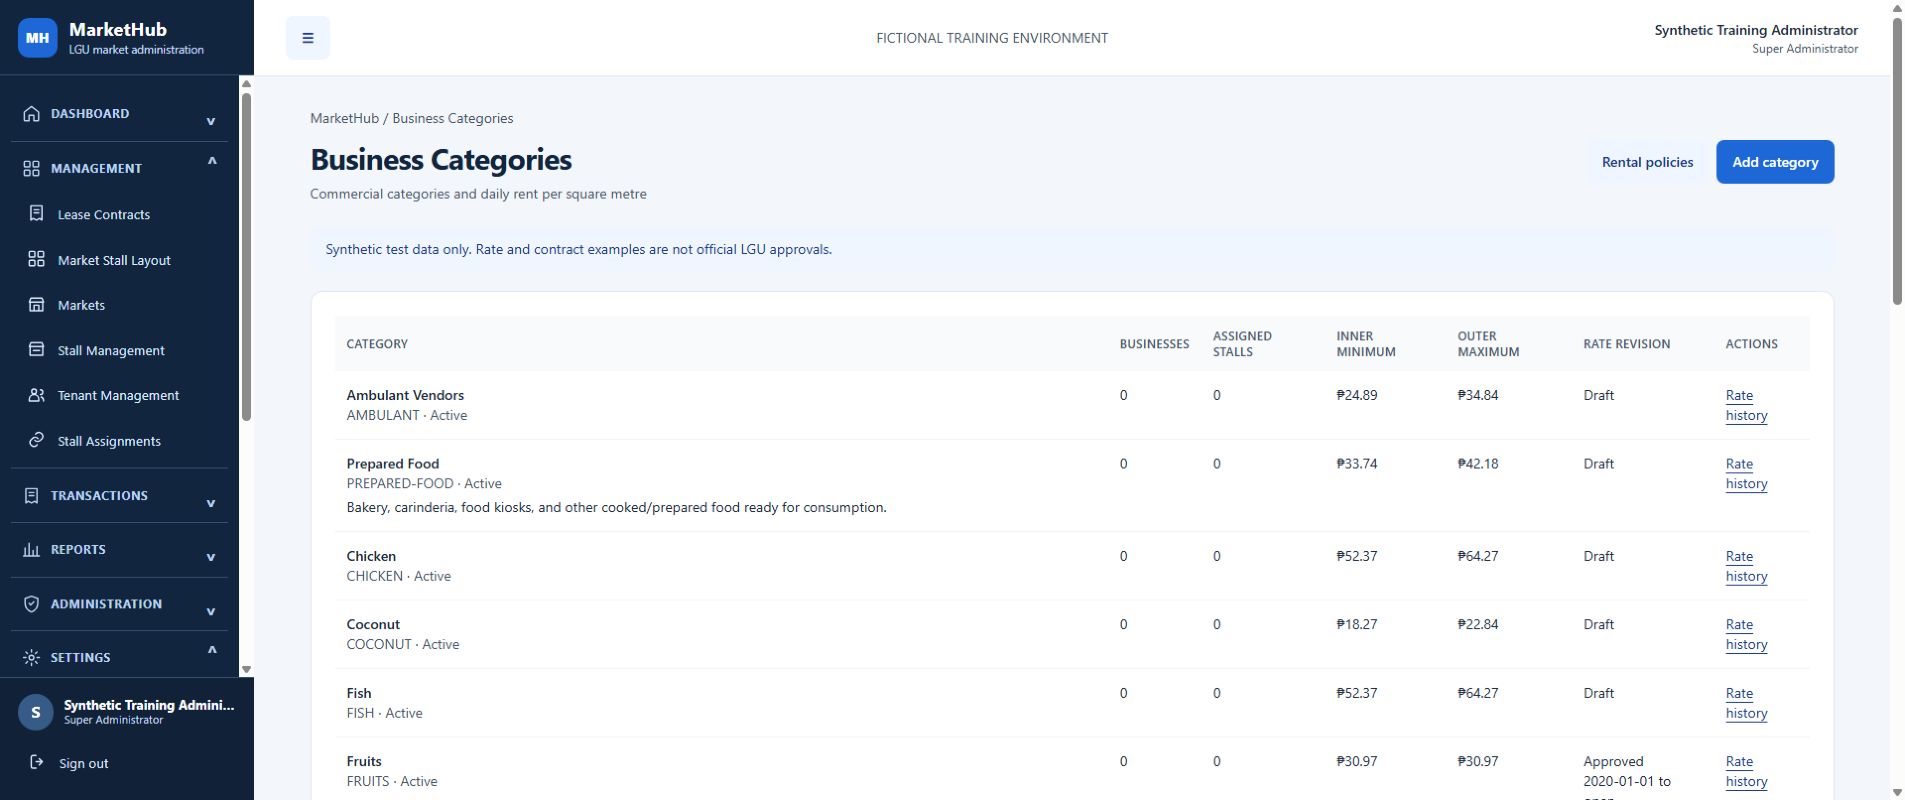 MH
MarketHub
LGU market administration
DASHBOARD
MANAGEMENT
Lease Contracts
Market Stall Layout
Markets
Stall Management
Tenant Management
Stall Assignments
TRANSACTIONS
REPORTS
ADMINISTRATION
SETTINGS
S
Synthetic Training Admini...
Super Administrator
Sign out
FICTIONAL TRAINING ENVIRONMENT
Synthetic Training Administrator
Super Administrator
MarketHub / Business Categories
Business Categories
Commercial categories and daily rent per square metre
Rental policies
Add category
Synthetic test data only. Rate and contract examples are not official LGU approvals.
CATEGORY BUSINESSES ASSIGNED STALLS INNER MINIMUM OUTER MAXIMUM RATE REVISION ACTIONS
Ambulant Vendors 0 0 ₱24.89 ₱34.84 Draft Rate
AMBULANT · Active history
Prepared Food 0 0 ₱33.74 ₱42.18 Draft Rate
PREPARED-FOOD · Active history
Bakery, carinderia, food kiosks, and other cooked/prepared food ready for consumption.
Chicken 0 0 ₱52.37 ₱64.27 Draft Rate
CHICKEN · Active history
Coconut 0 0 ₱18.27 ₱22.84 Draft Rate
COCONUT · Active history
Fish 0 0 ₱52.37 ₱64.27 Draft Rate
FISH · Active history
Fruits 0 0 ₱30.97 ₱30.97 Approved Rate
FRUITS · Active 2020-01-01 to history